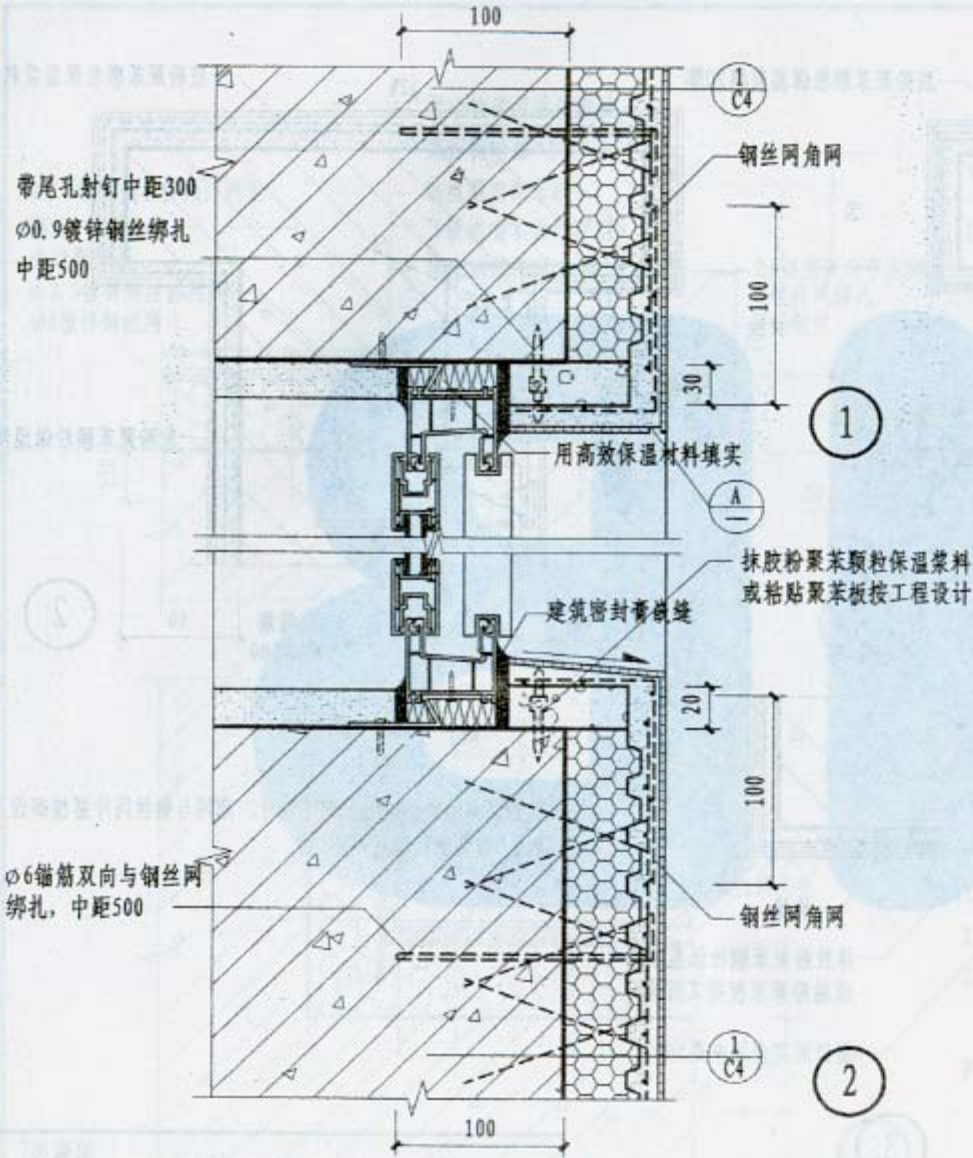 100
1
C4
钢丝网角网
带尾孔射钉中距300
Ø0.9镀锌钢丝绑扎
中距500
100
30
1
用高效保温材料填实
A
抹胶粉聚苯颗粒保温浆料
或粘贴聚苯板按工程设计
建筑密封膏嵌缝
20
100
Ø6锚筋双向与钢丝网
绑扎，中距500
钢丝网角网
1
C4
2
100